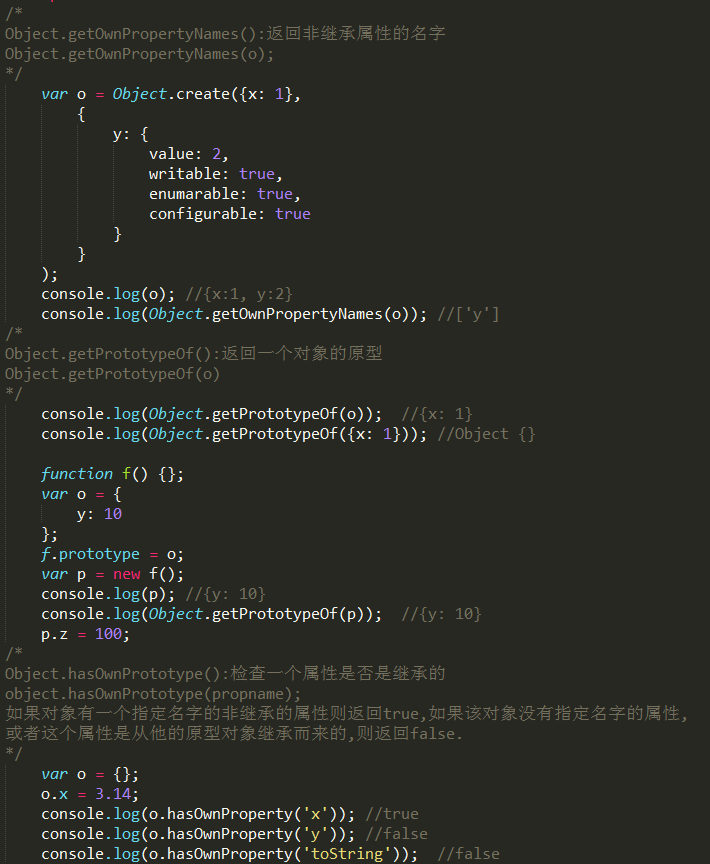 /*
Object.getOwnPropertyNames():返回非继承属性的名字
Object.getOwnPropertyNames(o);
*/
    var o = Object.create({x: 1},
        {
            y: {
                value: 2,
                writable: true,
                enumarable: true,
                configurable: true
            }
        }
    );
    console.log(o); //{x:1, y:2}
    console.log(Object.getOwnPropertyNames(o)); //['y']
/*
Object.getPrototypeOf():返回一个对象的原型
Object.getPrototypeOf(o)
*/
    console.log(Object.getPrototypeOf(o));  //{x: 1}
    console.log(Object.getPrototypeOf({x: 1})); //Object {}

    function f() {};
    var o = {
        y: 10
    };
    f.prototype = o;
    var p = new f();
    console.log(p); //{y: 10}
    console.log(Object.getPrototypeOf(p));  //{y: 10}
    p.z = 100;
/*
Object.hasOwnPrototype():检查一个属性是否是继承的
object.hasOwnPrototype(propname);
如果对象有一个指定名字的非继承的属性则返回true,如果该对象没有指定名字的属性,
或者这个属性是从他的原型对象继承而来的,则返回false.
*/
    var o = {};
    o.x = 3.14;
    console.log(o.hasOwnProperty('x')); //true
    console.log(o.hasOwnProperty('y')); //false
    console.log(o.hasOwnProperty('toString'));  //false